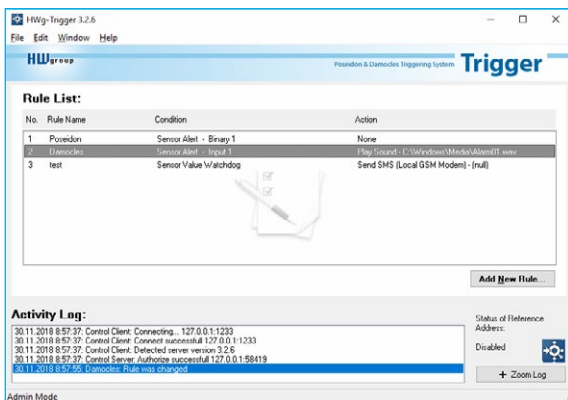 HWg-Trigger 3.2.6
File Edit Window Help
HWgroup
Poseidon & Damocles Triggering System Trigger
Rule List:
No. Rule Name Condition Action
1 Poseidon Sensor Alert - Binary 1 None
2 Damocles Sensor Alert - Input 1 Play Sound - C:\Windows\Media\Alarm01.wav
3 test Sensor Value Watchdog Send SMS (Local GSM Modem) - (null)
Add New Rule...
Activity Log:
30.11.2018 8:57:37: Control Client: Connecting... 127.0.0.1:1233
30.11.2018 8:57:37: Control Client: Connect successfull 127.0.0.1:1233
30.11.2018 8:57:37: Control Client: Detected server version 3.2.6
30.11.2018 8:57:37: Control Server: Authorize successfull 127.0.0.1:58419
30.11.2018 8:57:55: Damocles: Rule was changed
Status of Reference
Address:
Disabled
+ Zoom Log
Admin Mode